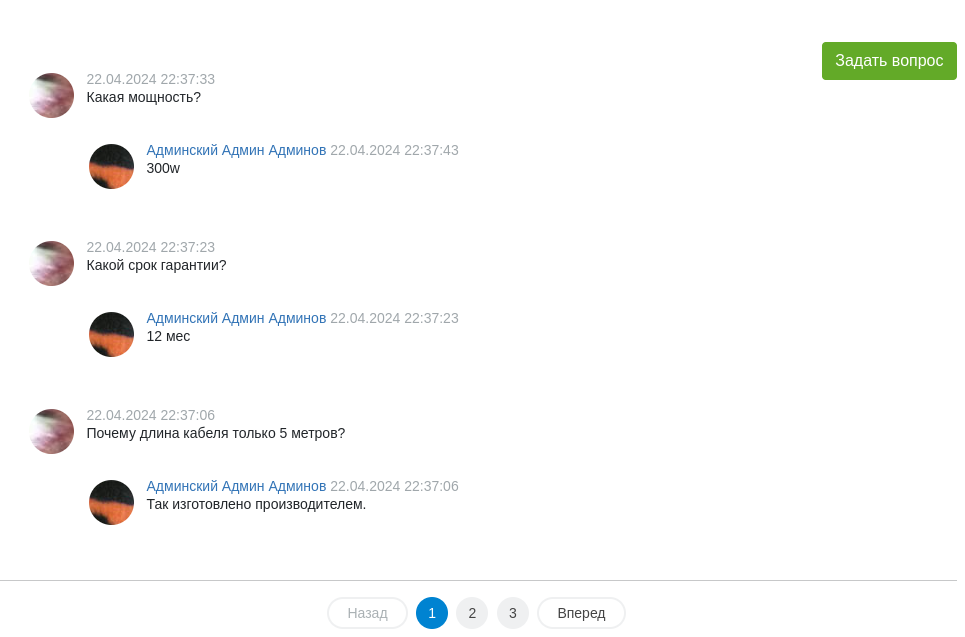 Задать вопрос
22.04.2024 22:37:33
Какая мощность?
Админский Админ Админов 22.04.2024 22:37:43
300w
22.04.2024 22:37:23
Какой срок гарантии?
Админский Админ Админов 22.04.2024 22:37:23
12 мес
22.04.2024 22:37:06
Почему длина кабеля только 5 метров?
Админский Админ Админов 22.04.2024 22:37:06
Так изготовлено производителем.
Назад 1 2 3 Вперед